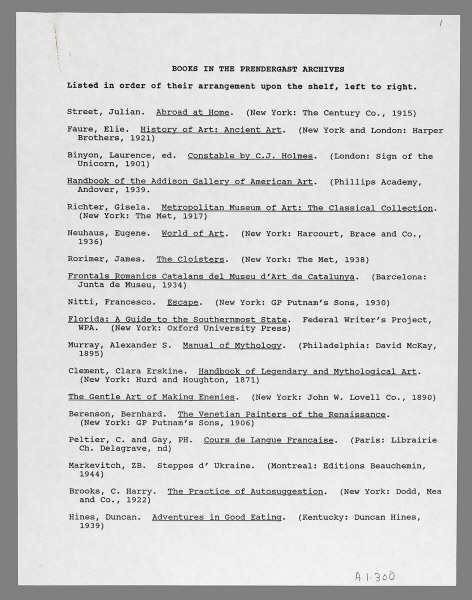 1
BOOKS IN THE PRENDERGAST ARCHIVES
Listed in order of their arrangement upon the shelf, left to right.
Street, Julian. Abroad at Home. (New York: The Century Co., 1915)
Faure, Elie. History of Art: Ancient Art. (New York and London: Harper
Brothers, 1921)
Binyon, Laurence, ed. Constable by C.J. Holmes. (London: Sign of the
Unicorn, 1901)
Handbook of the Addison Gallery of American Art. (Phillips Academy,
Andover, 1939.
Richter, Gisela. Metropolitan Museum of Art: The Classical Collection.
(New York: The Met, 1917)
Neuhaus, Eugene. World of Art. (New York: Harcourt, Brace and Co.,
1936)
Rorimer, James. The Cloisters. (New York: The Met, 1938)
Frontals Romanics Catalans del Museu d'Art de Catalunya. (Barcelona:
Junta de Museu, 1934)
Nitti, Francesco. Escape. (New York: GP Putnam's Sons, 1930)
Florida: A Guide to the Southernmost State. Federal Writer's Project,
WPA. (New York: Oxford University Press)
Murray, Alexander S. Manual of Mythology. (Philadelphia: David McKay,
1895)
Clement, Clara Erskine. Handbook of Legendary and Mythological Art.
(New York: Hurd and Houghton, 1871)
The Gentle Art of Making Enemies. (New York: John W. Lovell Co., 1890)
Berenson, Bernhard. The Venetian Painters of the Renaissance.
(New York: GP Putnam's Sons, 1906)
Peltier, C. and Gay, PH. Cours de Langue Francaise. (Paris: Librairie
Ch. Delagrave, nd)
Markevitch, ZB. Steppes d' Ukraine. (Montreal: Editions Beauchemin,
1944)
Brooks, C. Harry. The Practice of Autosuggestion. (New York: Dodd, Mea
and Co., 1922)
Hines, Duncan. Adventures in Good Eating. (Kentucky: Duncan Hines,
1939)
A.1.300